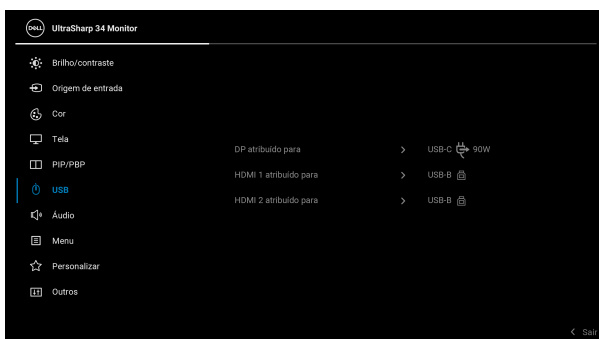 DELL UltraSharp 34 Monitor
Brilho/contraste
Origem de entrada
Cor
Tela
DP atribuído para USB-C 90W
PIP/PBP
HDMI 1 atribuído para USB-B
USB
HDMI 2 atribuído para USB-B
Áudio
Menu
Personalizar
Outros
Sair